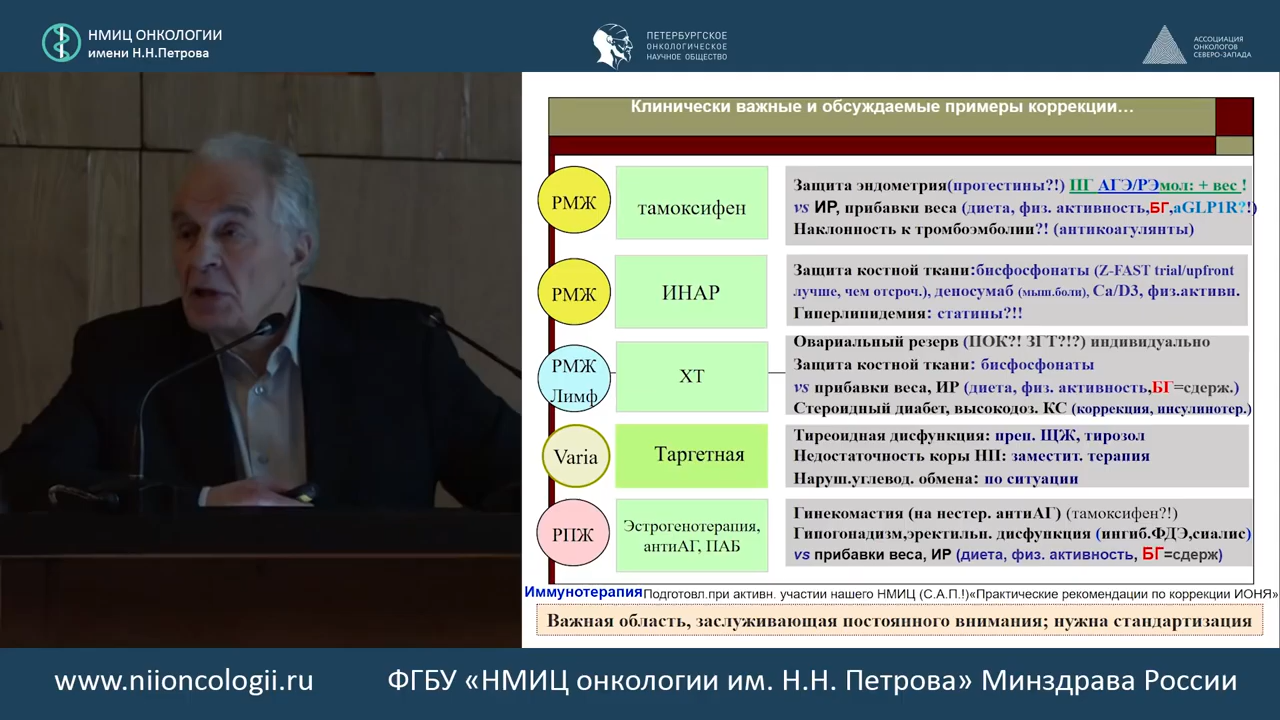 НМИЦ ОНКОЛОГИИ
имени Н.Н.Петрова
ПЕТЕРБУРГСКОЕ
ОНКОЛОГИЧЕСКОЕ
НАУЧНОЕ ОБЩЕСТВО
АССОЦИАЦИЯ
ОНКОЛОГОВ
СЕВЕРО-ЗАПАДА
Клинически важные и обсуждаемые примеры коррекции…
РМЖ
тамоксифен
Защита эндометрия(прогестины?!) ПГ АГЭ/РЭмол: + вес !
vs ИР, прибавки веса (диета, физ. активность,БГ,aGLP1R?!)
Наклонность к тромбоэмболии?! (антикоагулянты)
РМЖ
ИНАР
Защита костной ткани:бисфосфонаты (Z-FAST trial/upfront
лучше, чем отсроч.), деносумаб (мыш.боли), Ca/D3, физ.активн.
Гиперлипидемия: статины?!!
РМЖ
Лимф
ХТ
Овариальный резерв (ПОК?! ЗГТ?!?) индивидуально
Защита костной ткани: бисфосфонаты
vs прибавки веса, ИР (диета, физ. активность,БГ=сдерж.)
Стероидный диабет, высокодоз. КС (коррекция, инсулинотер.)
Varia
Таргетная
Тиреоидная дисфункция: преп. ЩЖ, тирозол
Недостаточность коры НП: заместит. терапия
Наруш.углевод. обмена: по ситуации
РПЖ
Эстрогенотерапия,
антиАГ, ПАБ
Гинекомастия (на нестер. антиАГ) (тамоксифен?!)
Гипогонадизм,эректильн. дисфункция (ингиб.ФДЭ,сиалис)
vs прибавки веса, ИР (диета, физ. активность, БГ=сдерж)
Иммунотерапия Подготовл.при активн. участии нашего НМИЦ (С.А.П.!)«Практические рекомендации по коррекции ИОНЯ»
Важная область, заслуживающая постоянного внимания; нужна стандартизация
www.niioncologii.ru
ФГБУ «НМИЦ онкологии им. Н.Н. Петрова» Минздрава России